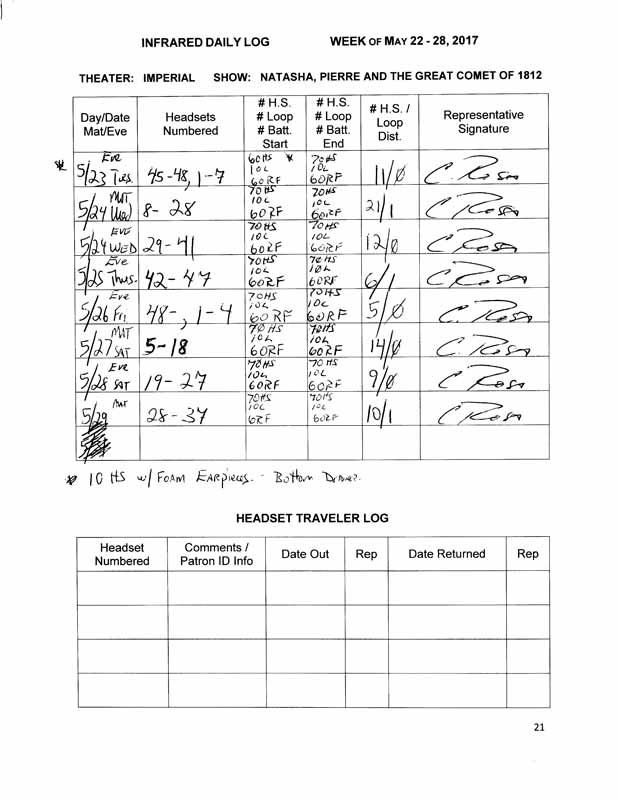 INFRARED DAILY LOG WEEK OF MAY 22 - 28, 2017
THEATER: IMPERIAL SHOW: NATASHA, PIERRE AND THE GREAT COMET OF 1812
Day/Date Mat/Eve
Headsets Numbered
# H.S. # Loop # Batt. Start
# H.S. # Loop # Batt. End
# H.S. / Loop Dist.
Representative Signature
* Eve 5/23 Tues 45-48, 1-7 60HS * 10L 60RF 70HS 10L 60RF 11/0 C. Rosa
MAT 5/24 Wed 8-28 70HS 10L 60RF 70HS 10L 60RF 21/1 C Rosa
EVE 5/24 WED 29-41 70HS 10L 60RF 70HS 10L 60RF 12/0 C Rosa
Eve 5/25 Thus. 42-47 70HS 10L 60RF 70HS 10L 60RF 6/1 C Rosa
Eve 5/26 Fri 48-, 1-4 70HS 10L 60RF 70HS 10L 60RF 5/0 C. Rosa
MAT 5/27 SAT 5-18 70HS 10L 60RF 70HS 10L 60RF 14/0 C. Rosa
Eve 5/28 SAT 19-27 70HS 10L 60RF 70HS 10L 60RF 9/0 C Rosa
MAT 5/29 28-37 70HS 10L 6RF 70HS 10L 60RF 10/1 C Rosa
* 10 HS w/ FOAM EARPIECES. - BOTTOM
HEADSET TRAVELER LOG
Headset Numbered
Comments / Patron ID Info
Date Out
Rep
Date Returned
Rep
21